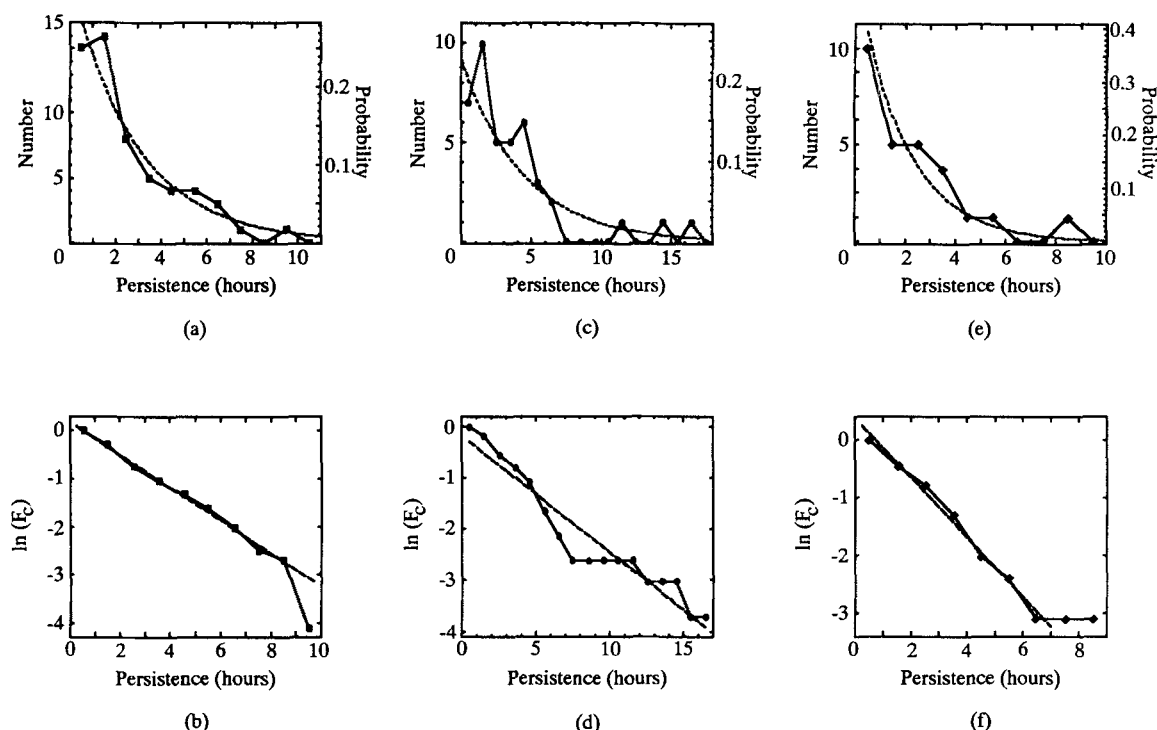 15
10
5
0
Number
0.2
0.1
Probability
0 2 4 6 8 10
Persistence (hours)
(a)
10
5
0
Number
0.2
0.1
Probability
5 10 15
Persistence (hours)
(c)
10
5
0
Number
0.4
0.3
0.2
0.1
0
Probability
2 4 6 8 10
Persistence (hours)
(e)
0
-1
-2
-3
-4
ln (Fc)
0 2 4 6 8 10
Persistence (hours)
(b)
0
-1
-2
-3
-4
ln (Fc)
0 5 10 15
Persistence (hours)
(d)
0
-1
-2
-3
ln (Fc)
0 2 4 6 8
Persistence (hours)
(f)